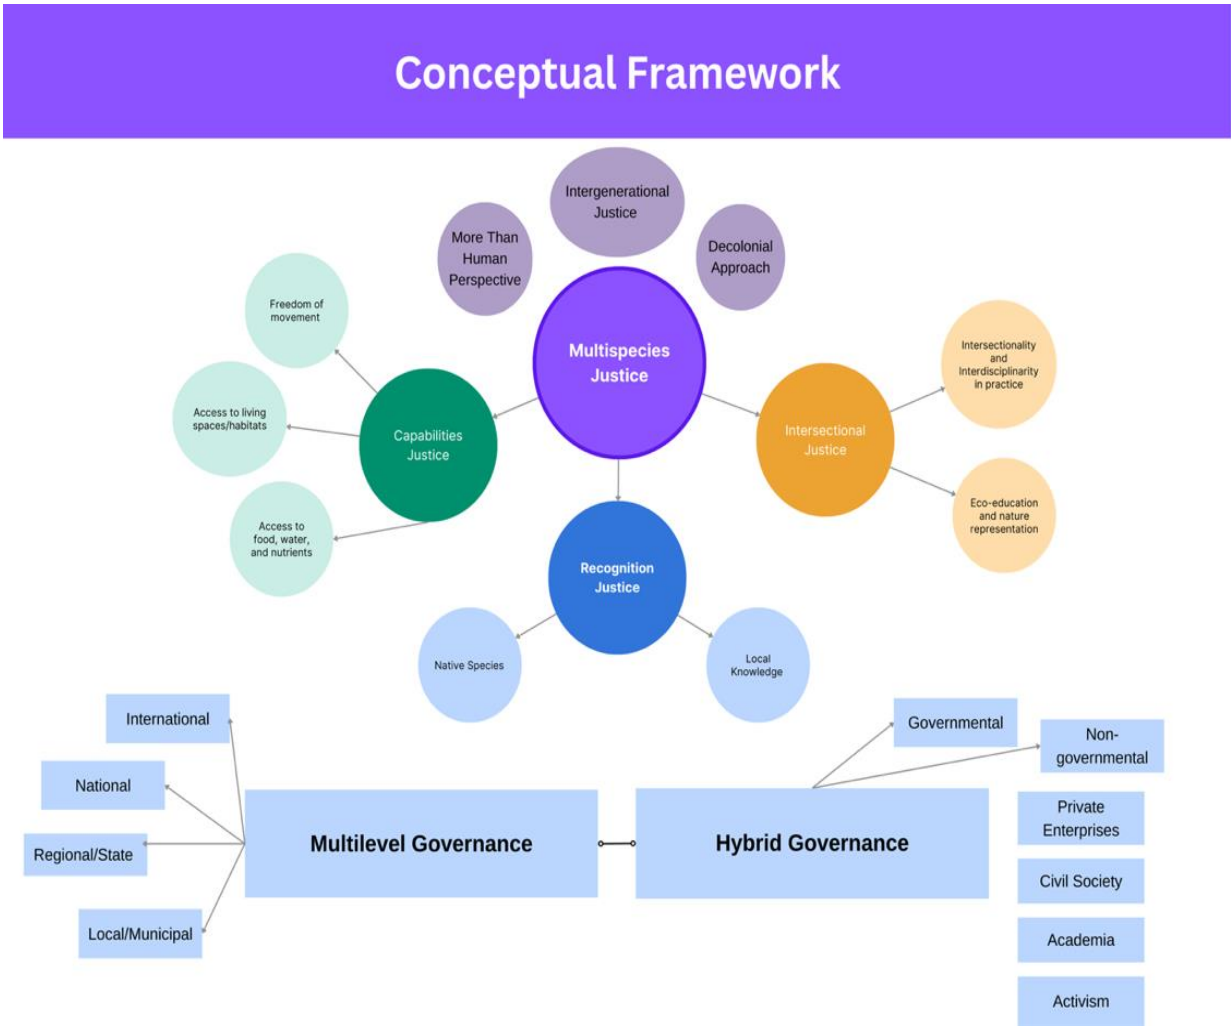 Conceptual Framework
Intergenerational
Justice
More Than
Human
Perspective
Decolonial
Approach
Multispecies
Justice
Freedom of
movement
Access to living
spaces/habitats
Access to
food, water,
and nutrients
Capabilities
Justice
Intersectional
Justice
Intersectionality
and
Interdisciplinarity
in practice
Eco-education
and nature
representation
Recognition
Justice
Native Species
Local
Knowledge
International
National
Regional/State
Local/Municipal
Multilevel Governance
Hybrid Governance
Governmental
Non-
governmental
Private
Enterprises
Civil Society
Academia
Activism